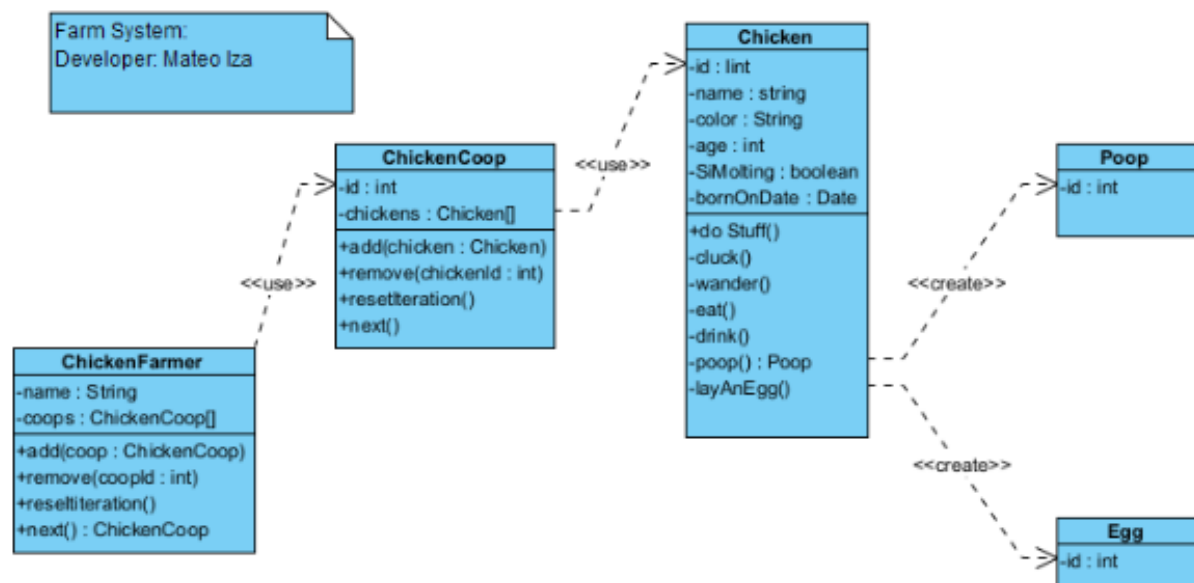 Farm System:
Developer: Mateo Iza
Chicken
-id : Iint
-name : string
-color : String
-age : int
-SiMolting : boolean
-bornOnDate : Date
+do Stuff()
-cluck()
-wander()
-eat()
-drink()
-poop() : Poop
-layAnEgg()
ChickenCoop
-id : int
-chickens : Chicken[]
+add(chicken : Chicken)
+remove(chickenId : int)
+resetIteration()
+next()
<<use>>
<<use>>
ChickenFarmer
-name : String
-coops : ChickenCoop[]
+add(coop : ChickenCoop)
+remove(coopId : int)
+resetIiteration()
+next() : ChickenCoop
Poop
-id : int
<<create>>
<<create>>
Egg
-id : int